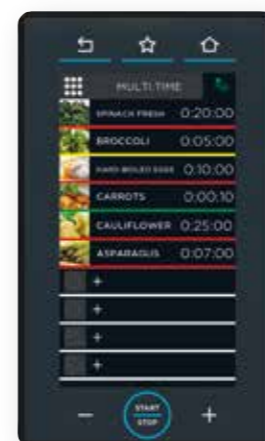 MULTI.TIME
SPINACH FRESH 0:20:00
BROCCOLI 0:05:00
HARD-BOILED EGGS 0:10:00
CARROTS 0:00:10
CAULIFLOWER 0:25:00
ASPARAGUS 0:07:00
+
+
+
+
− START STOP +